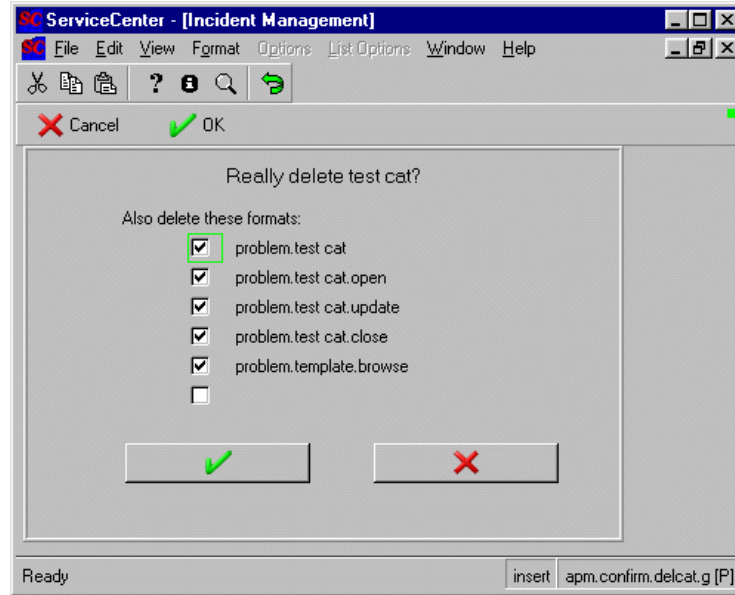 SC ServiceCenter - [Incident Management]
SC File Edit View Format Options List Options Window Help
? 
Cancel OK
Really delete test cat?
Also delete these formats:
problem.test cat
problem.test cat.open
problem.test cat.update
problem.test cat.close
problem.template.browse
Ready insert apm.confirm.delcat.g [P]